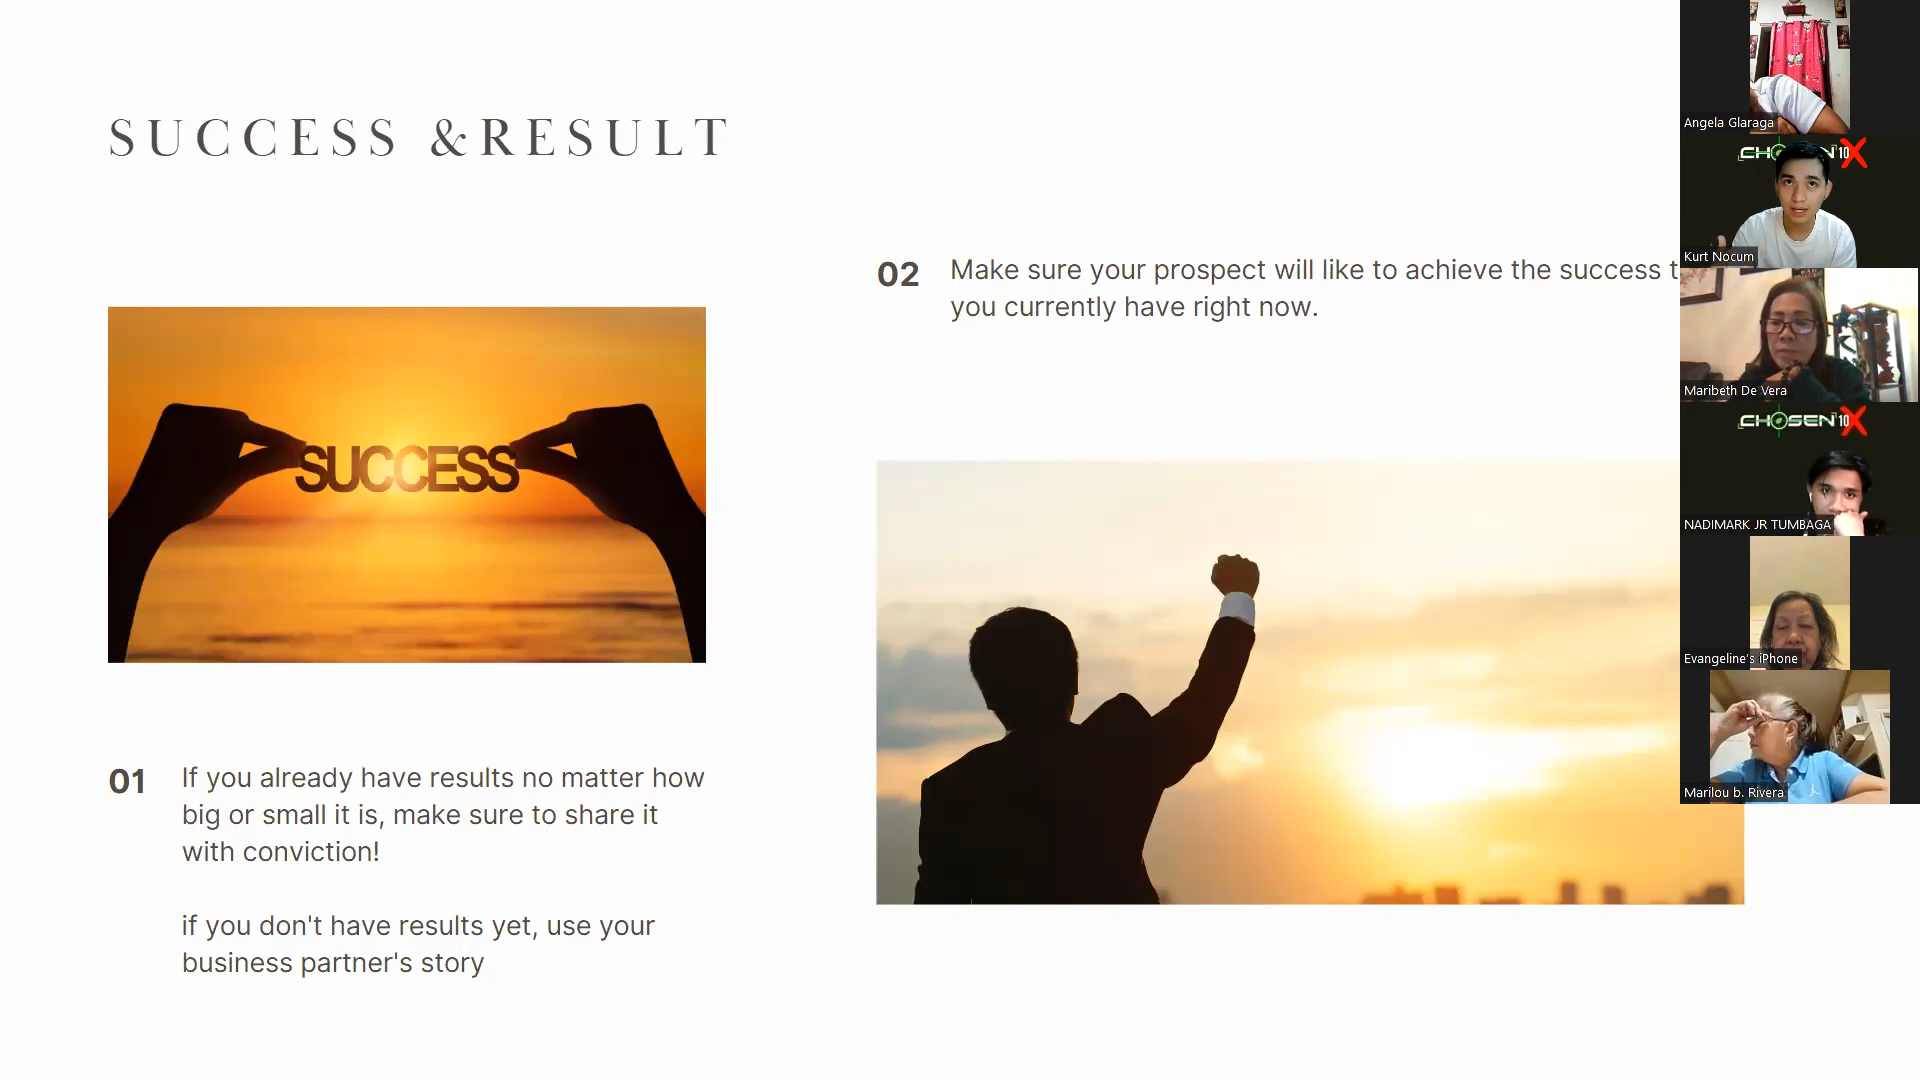 SUCCESS &RESULT
SUCCESS
01
If you already have results no matter how
big or small it is, make sure to share it
with conviction!
if you don't have results yet, use your
business partner's story
02
Make sure your prospect will like to achieve the success t
you currently have right now.
Angela Glaraga
CHOSEN 10X
Kurt Nocum
Maribeth De Vera
CHOSEN 10X
NADIMARK JR TUMBAGA
Evangeline's iPhone
Marilou b. Rivera